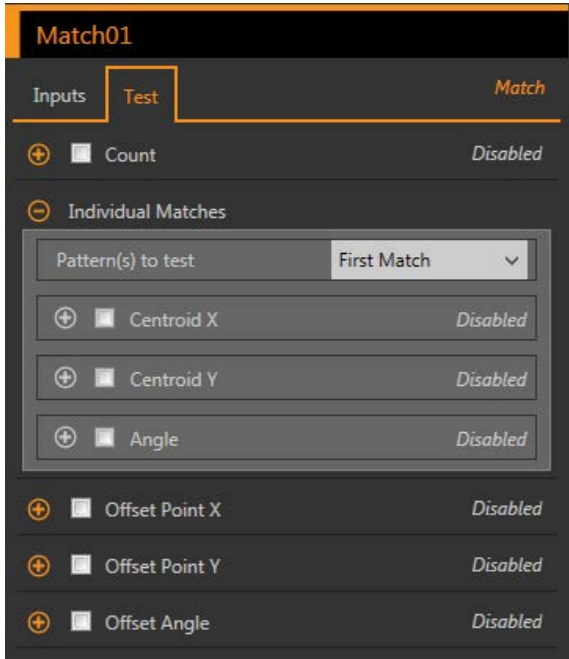 Match01
Inputs Test Match
Count Disabled
Individual Matches
Pattern(s) to test First Match
Centroid X Disabled
Centroid Y Disabled
Angle Disabled
Offset Point X Disabled
Offset Point Y Disabled
Offset Angle Disabled